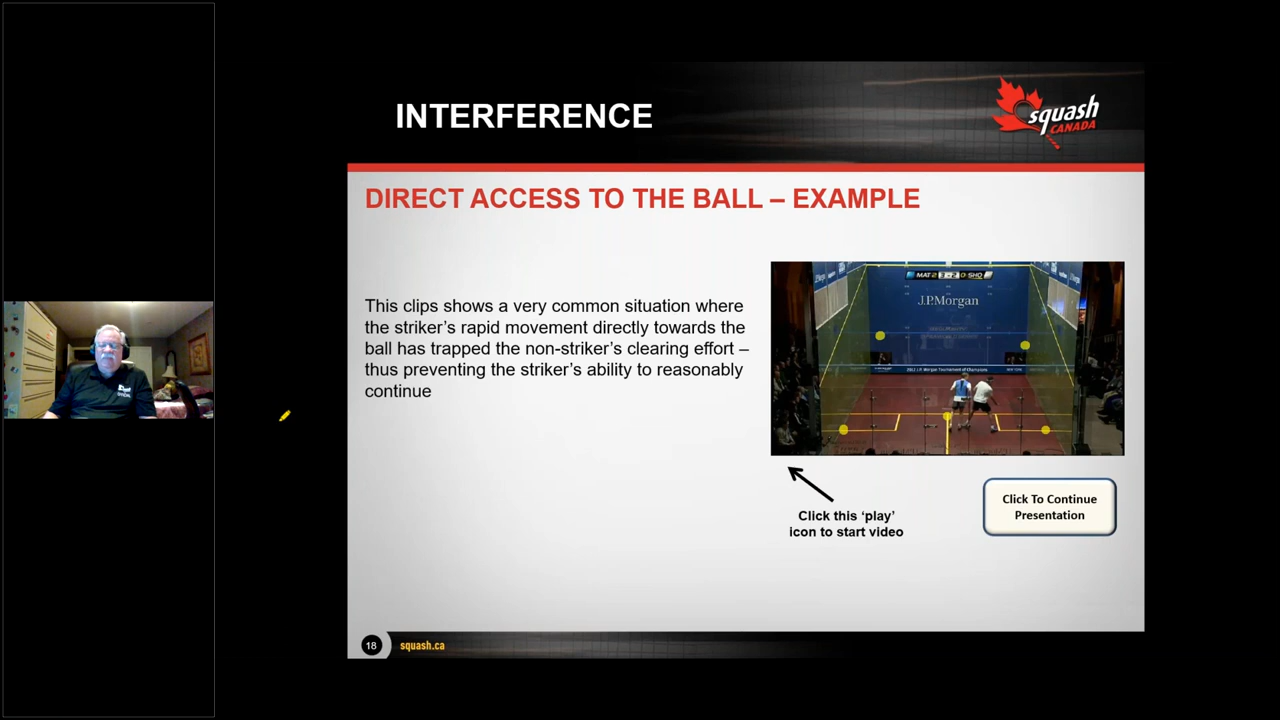 INTERFERENCE
squash
CANADA
DIRECT ACCESS TO THE BALL – EXAMPLE
This clips shows a very common situation where
the striker’s rapid movement directly towards the
ball has trapped the non-striker’s clearing effort –
thus preventing the striker’s ability to reasonably
continue
J.P.Morgan
Click this ‘play’
icon to start video
Click To Continue
Presentation
18
squash.ca